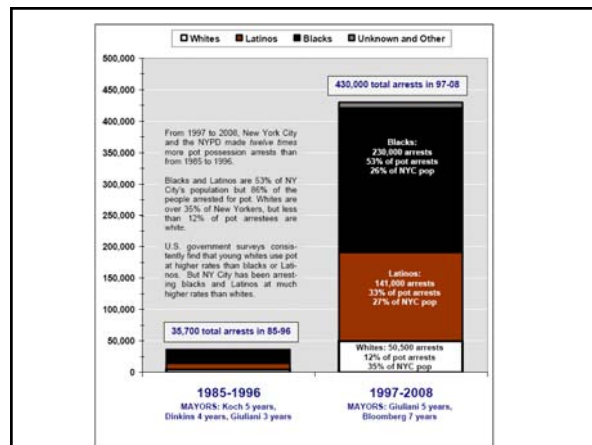 Whites Latinos Blacks Unknown and Other
500,000
450,000
400,000
350,000
300,000
250,000
200,000
150,000
100,000
50,000
0
430,000 total arrests in 97-08
From 1997 to 2008, New York City
and the NYPD made twelve times
more pot possession arrests than
from 1985 to 1996.
Blacks and Latinos are 53% of NY
City's population but 86% of the
people arrested for pot. Whites are
over 35% of New Yorkers, but less
than 12% of pot arrestees are
white.
U.S. government surveys consis-
tently find that young whites use pot
at higher rates than blacks or Lati-
nos. But NY City has been arrest-
ing blacks and Latinos at much
higher rates than whites.
35,700 total arrests in 85-96
Blacks:
230,000 arrests
53% of pot arrests
26% of NYC pop
Latinos:
141,000 arrests
33% of pot arrests
27% of NYC pop
Whites: 50,500 arrests
12% of pot arrests
35% of NYC pop
1985-1996
MAYORS: Koch 5 years,
Dinkins 4 years, Giuliani 3 years
1997-2008
MAYORS: Giuliani 5 years,
Bloomberg 7 years